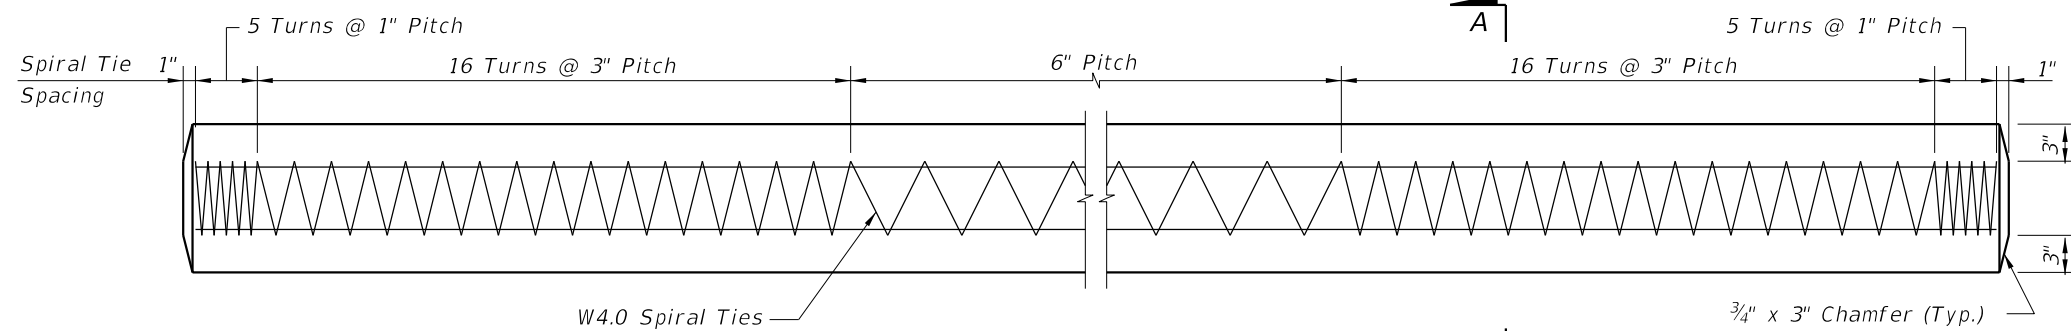 A
5 Turns @ 1" Pitch
5 Turns @ 1" Pitch
Spiral Tie
1"
16 Turns @ 3" Pitch
6" Pitch
16 Turns @ 3" Pitch
1"
Spacing
3"
3"
W4.0 Spiral Ties
¾" x 3" Chamfer (Typ.)